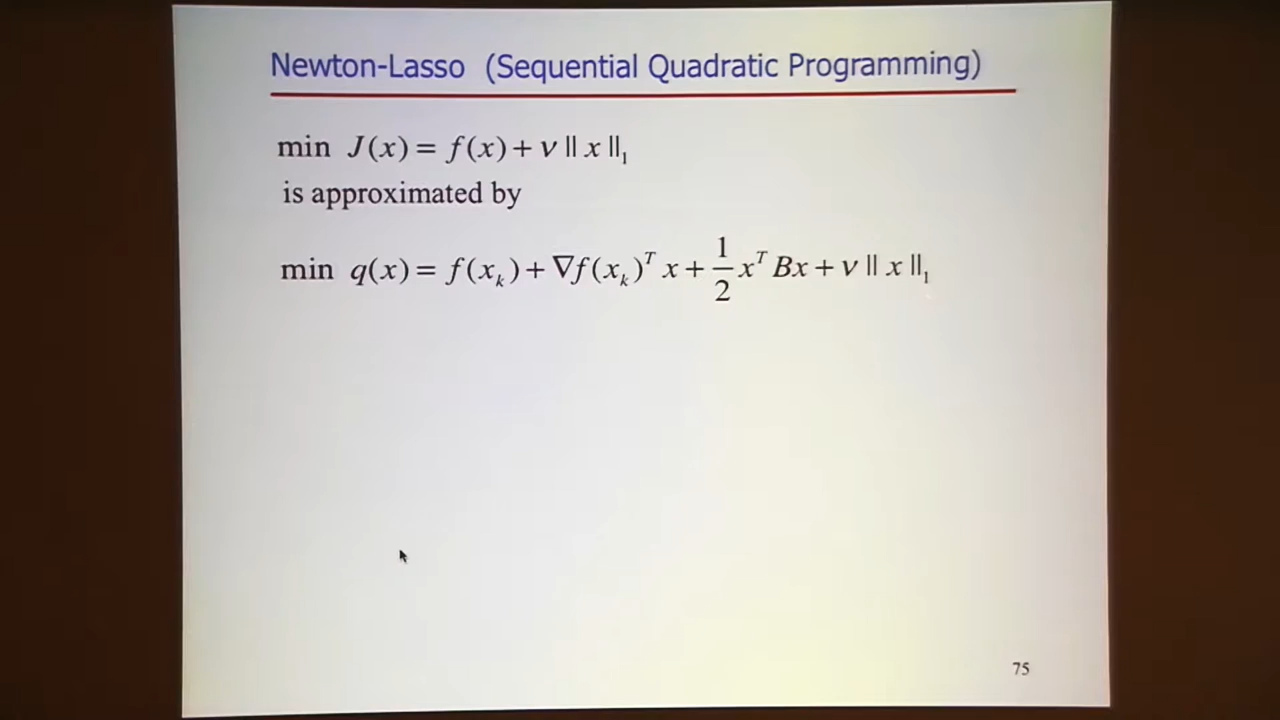 Newton-Lasso (Sequential Quadratic Programming)
min J(x) = f(x) + ν || x ||₁
is approximated by
min q(x) = f(xₖ) + ∇f(xₖ)ᵀ x + 1/2 xᵀ Bx + ν || x ||₁
75